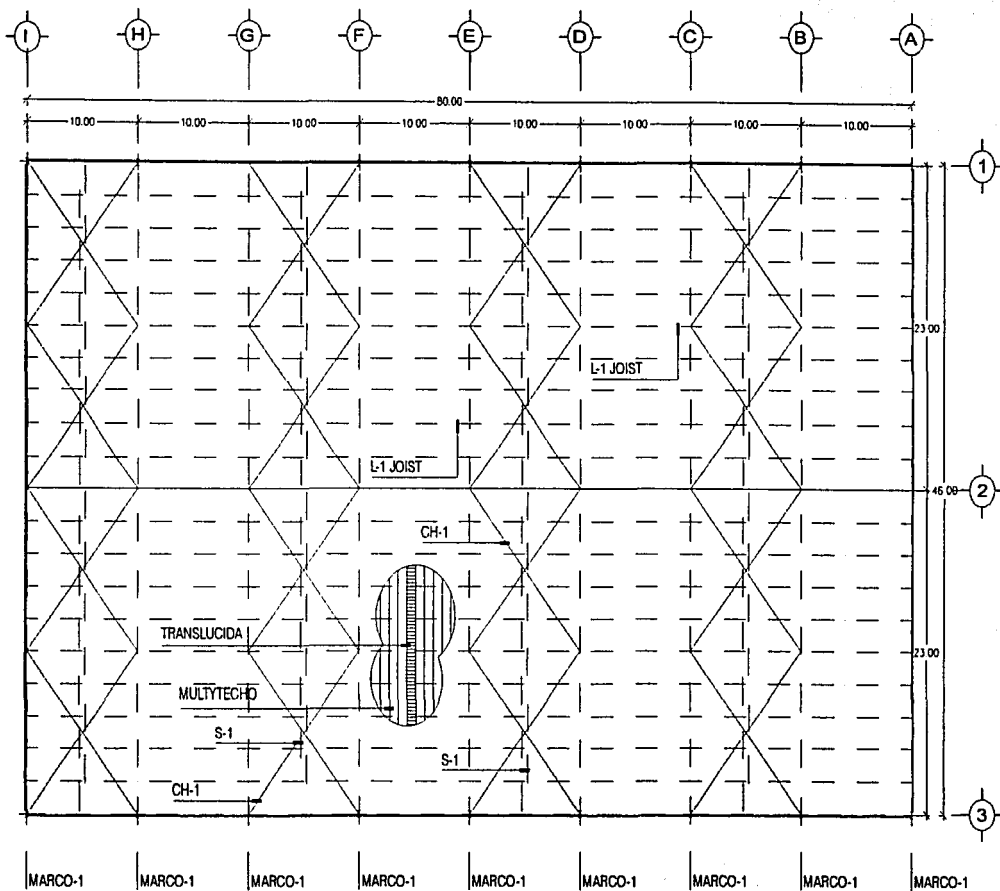 I H G F E D C B A
80.00
10.00 10.00 10.00 10.00 10.00 10.00 10.00 10.00
1
23.00
L-1 JOIST
L-1 JOIST
2
46.00
CH-1
TRANSLUCIDA
23.00
MULTYTECHO
S-1
S-1
CH-1
3
MARCO-1 MARCO-1 MARCO-1 MARCO-1 MARCO-1 MARCO-1 MARCO-1 MARCO-1 MARCO-1